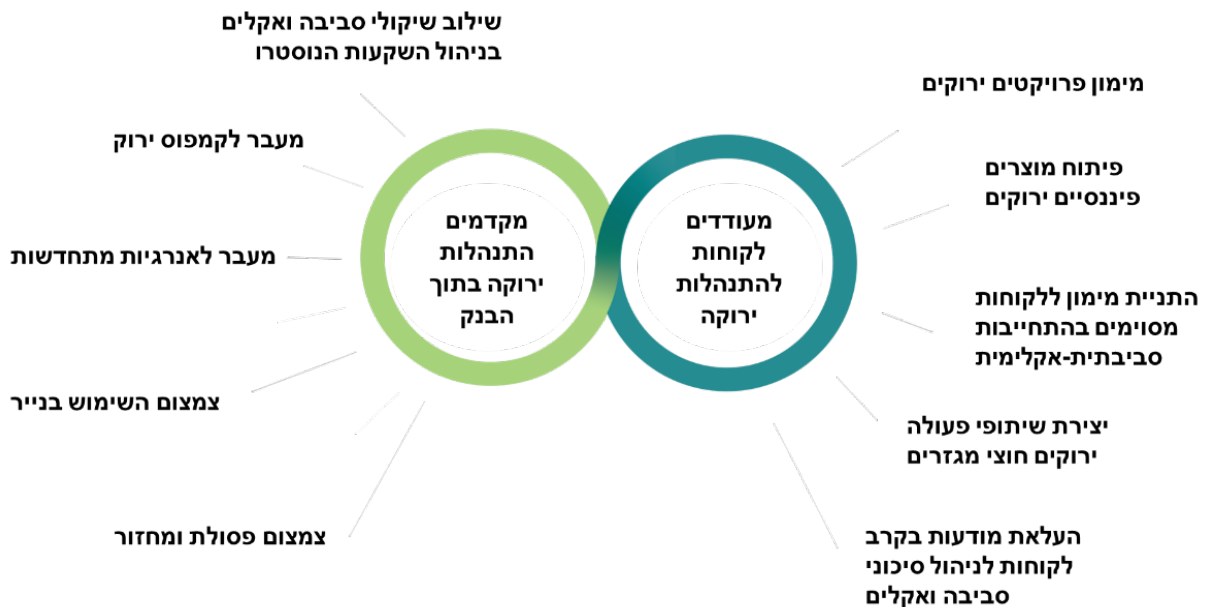 מעודדים
לקוחות
להתנהלות
ירוקה
מימון פרויקטים ירוקים
פיתוח מוצרים
פיננסיים ירוקים
התניית מימון ללקוחות
מסוימים בהתחייבות
סביבתית-אקלימית
יצירת שיתופי פעולה
ירוקים חוצי מגזרים
העלאת מודעות בקרב
לקוחות לניהול סיכוני
סביבה ואקלים
מקדמים
התנהלות
ירוקה בתוך
הבנק
שילוב שיקולי סביבה ואקלים
בניהול השקעות הנוסטרו
מעבר לקמפוס ירוק
מעבר לאנרגיות מתחדשות
צמצום השימוש בנייר
צמצום פסולת ומחזור